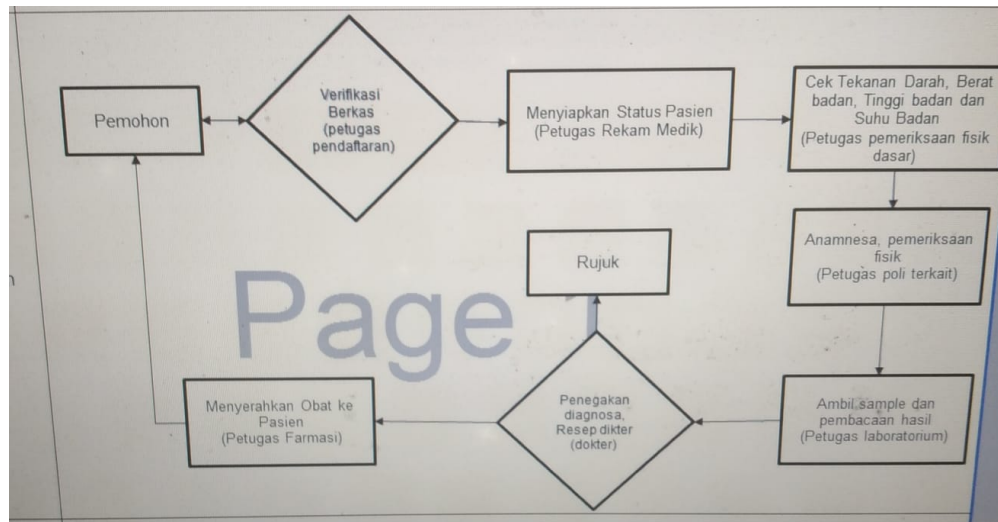 Pemohon
Verifikasi
Berkas
(petugas
pendaftaran)
Menyiapkan Status Pasien
(Petugas Rekam Medik)
Cek Tekanan Darah, Berat
badan, Tinggi badan dan
Suhu Badan
(Petugas pemeriksaan fisik
dasar)
Anamnesa, pemeriksaan
fisik
(Petugas poli terkait)
Rujuk
Page 1
Menyerahkan Obat ke
Pasien
(Petugas Farmasi)
Penegakan
diagnosa,
Resep dikter
(dokter)
Ambil sample dan
pembacaan hasil
(Petugas laboratorium)